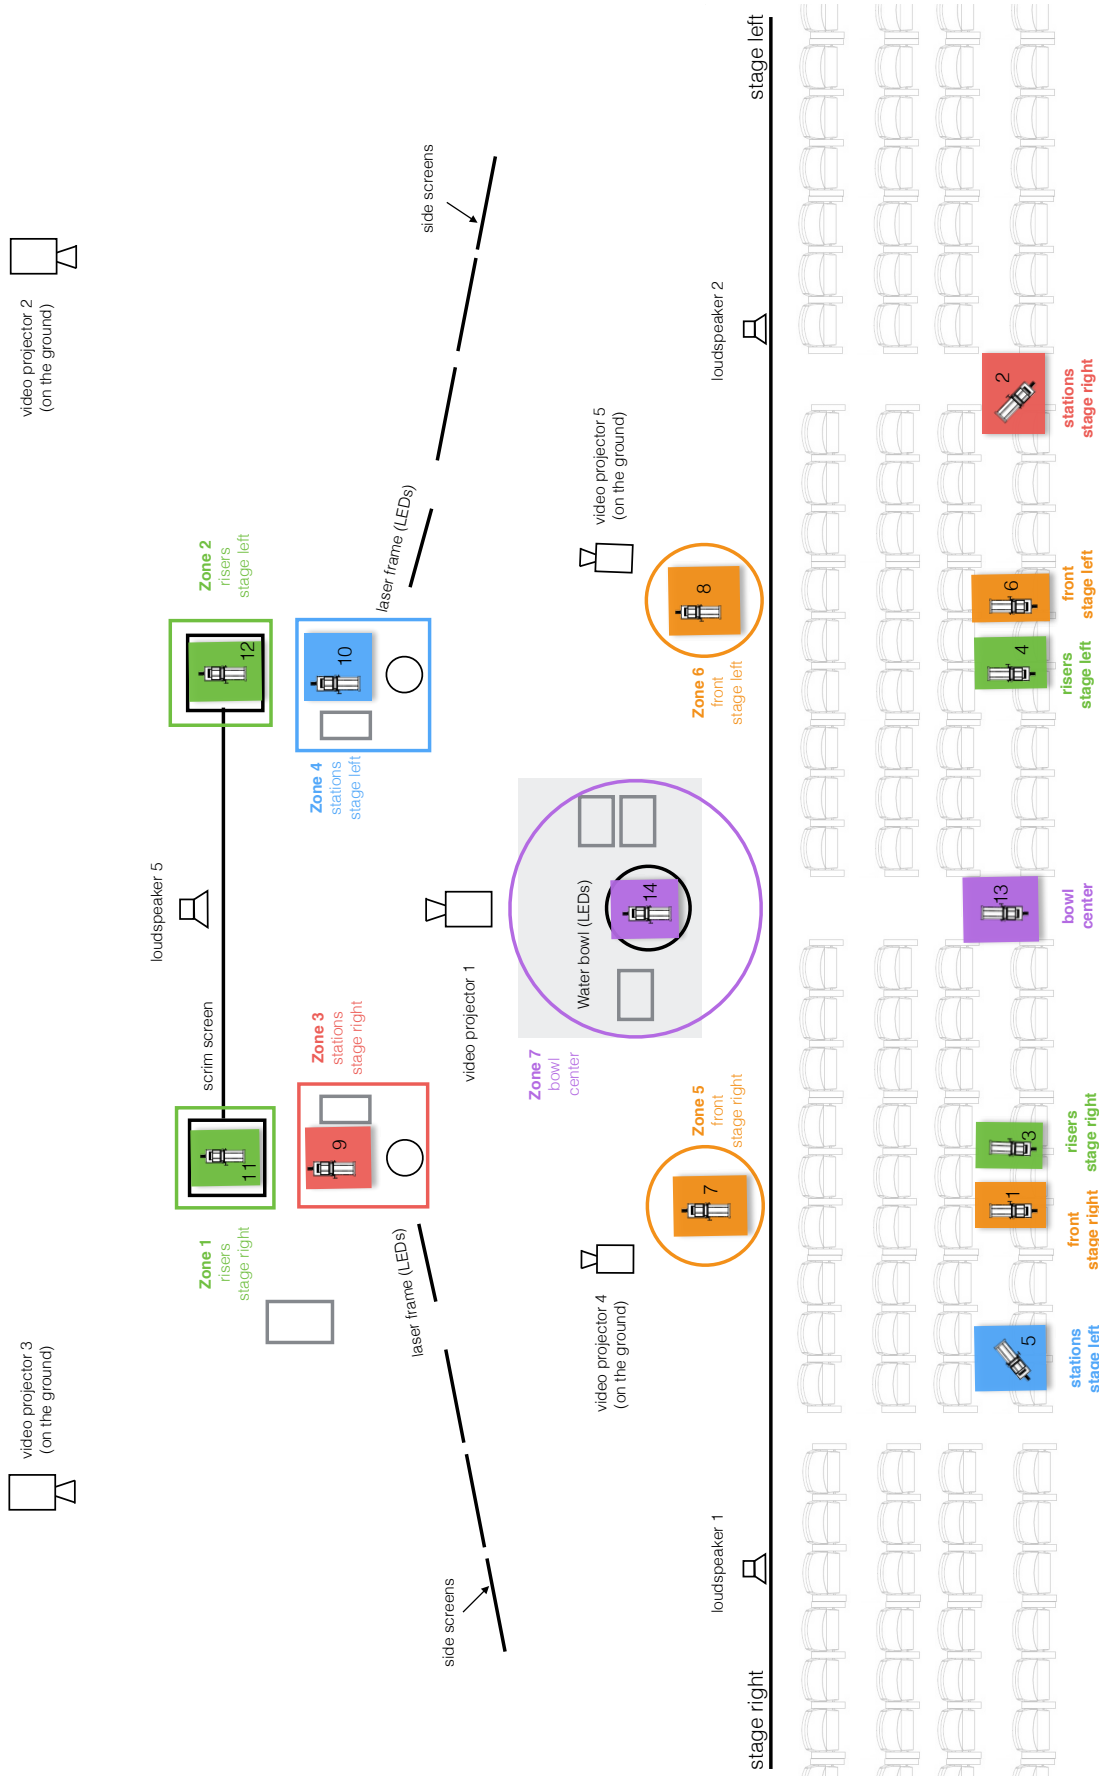 video projector 3
(on the ground)
video projector 2
(on the ground)
loudspeaker 5
scrim screen
Zone 1
risers
stage right
11
Zone 2
risers
stage left
12
Zone 3
stations
stage right
9
Zone 4
stations
stage left
10
laser frame (LEDs)
laser frame (LEDs)
side screens
side screens
video projector 1
Zone 7
bowl
center
Water bowl (LEDs)
14
video projector 4
(on the ground)
video projector 5
(on the ground)
Zone 5
front
stage right
7
Zone 6
front
stage left
8
loudspeaker 1
loudspeaker 2
stage right
stage left
5
1
3
13
4
6
2
stations
stage left
front
stage right
risers
stage right
bowl
center
risers
stage left
front
stage left
stations
stage right